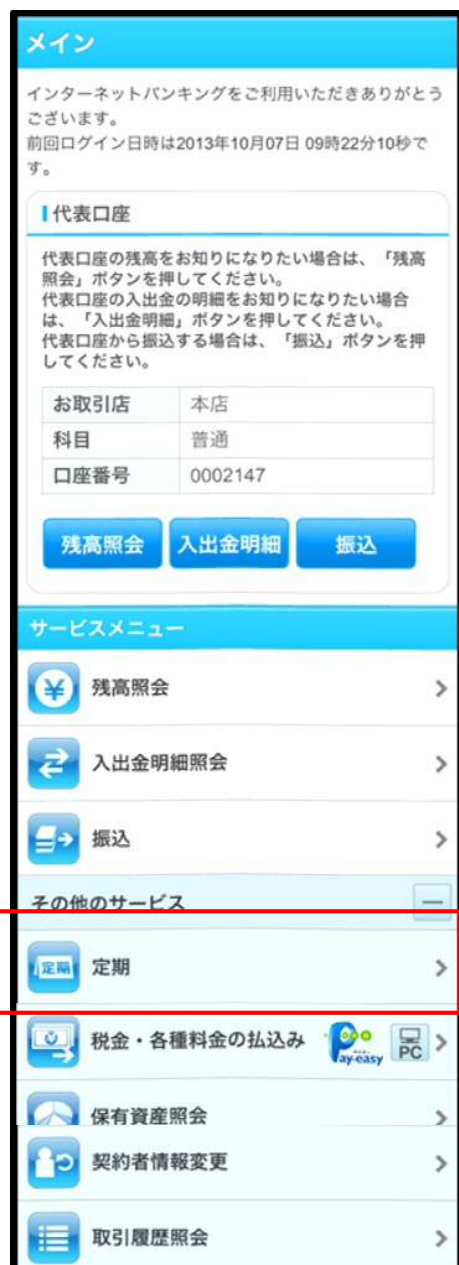 メイン
インターネットバンキングをご利用いただきありがとう
ございます。
前回ログイン日時は2013年10月07日 09時22分10秒で
す。
代表口座
代表口座の残高をお知りになりたい場合は、「残高
照会」ボタンを押してください。
代表口座の入出金の明細をお知りになりたい場合
は、「入出金明細」ボタンを押してください。
代表口座から振込する場合は、「振込」ボタンを押
してください。
お取引店 本店
科目 普通
口座番号 0002147
残高照会 入出金明細 振込
サービスメニュー
¥ 残高照会
入出金明細照会
振込
その他のサービス
定期 定期
税金・各種料金の払込み Pay-easy PC
保有資産照会
契約者情報変更
取引履歴照会